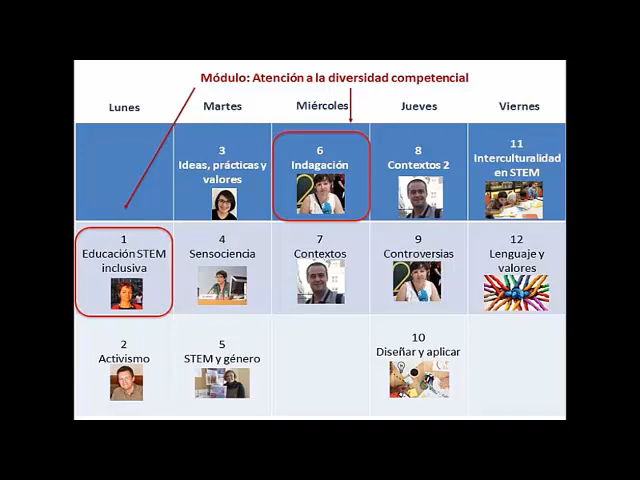 Módulo: Atención a la diversidad competencial
Lunes
Martes
Miércoles
Jueves
Viernes
3
Ideas, prácticas y
valores
6
Indagación
8
Contextos 2
11
Interculturalidad
en STEM
1
Educación STEM
inclusiva
4
Sensociencia
7
Contextos
9
Controversias
12
Lenguaje y
valores
2
Activismo
5
STEM y género
10
Diseñar y aplicar